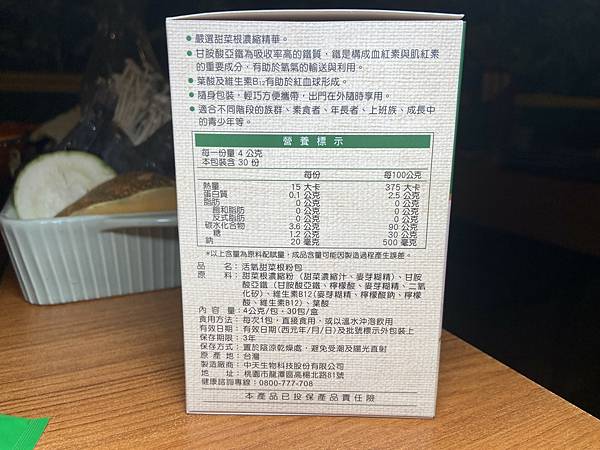 ● 嚴選甜菜根濃縮精華。
● 甘胺酸亞鐵為吸收率高的鐵質,鐵是構成血紅素與肌紅素
的重要成分,有助於氧氣的輸送與利用。
● 葉酸及維生素B12有助於紅血球形成。
● 隨身包裝,輕巧方便攜帶,出門在外隨時享用。
● 適合不同階段的族群、素食者、年長者、上班族、成長中
的青少年等。
營養標示
每一份量 4 公克
本包裝含 30 份
每份 每100公克
熱量 15 大卡 375 大卡
蛋白質 0.1 公克 2.5 公克
脂肪 0 公克 0 公克
飽和脂肪 0 公克 0 公克
反式脂肪 0 公克 0 公克
碳水化合物 3.6 公克 90 公克
糖 1.2 公克 30 公克
鈉 20 毫克 500 毫克
*以上含量為原料配賦量,成品含量可能因製造過程產生誤差。
品名:活氧甜菜根粉包
原料:甜菜根濃縮粉(甜菜濃縮汁、麥芽糊精)、甘胺
酸亞鐵(甘胺酸亞鐵、檸檬酸、麥芽糊精、二氧
化矽)、維生素B12(麥芽糊精、檸檬酸鈉、檸檬
酸、維生素B12)、葉酸
內容量:4公克/包,30包/盒
食用方法:每次1包,直接食用,或以溫水沖泡飲用
有效日期:有效日期(西元年/月/日)及批號標示外包裝上
保存期限:3年
保存方式:置於陰涼乾燥處,避免受潮及陽光直射
原產地:台灣
製造廠商:中天生物科技股份有限公司
地址:桃園市龍潭區高楊北路81號
健康諮詢專線:0800-777-708
本產品已投保產品責任險